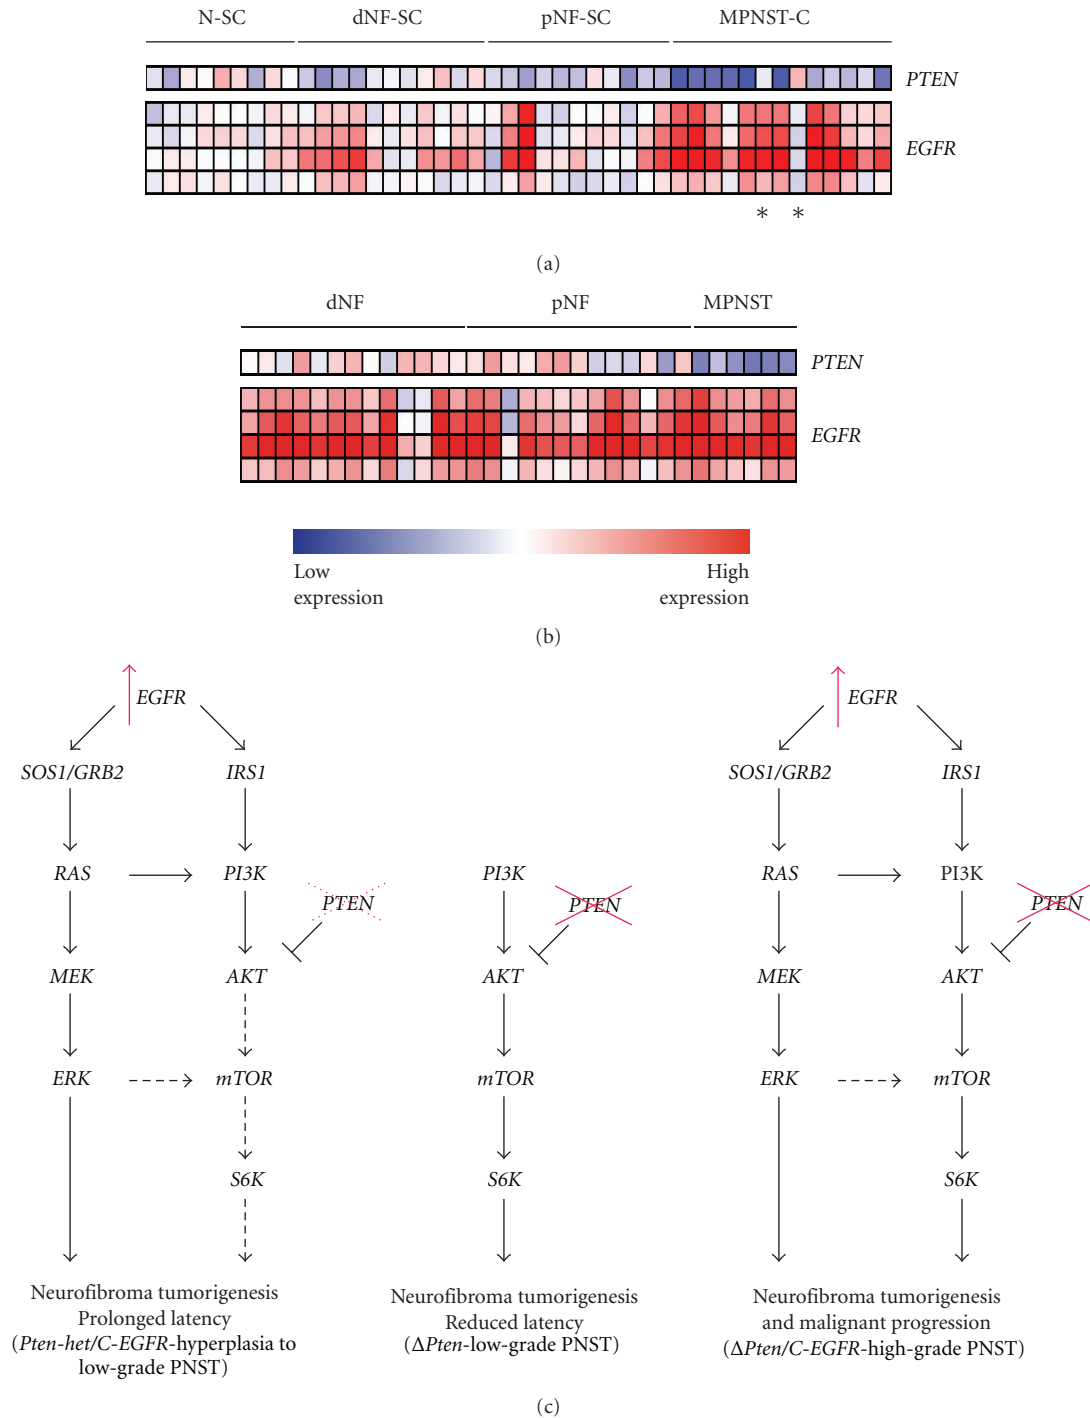 N-SC dNF-SC pNF-SC MPNST-C
PTEN
EGFR
* *
(a)
dNF pNF MPNST
PTEN
EGFR
Low expression
High expression
(b)
EGFR
SOS1/GRB2 IRS1
RAS PI3K
PTEN
MEK AKT
ERK mTOR
S6K
Neurofibroma tumorigenesis
Prolonged latency
(Pten-het/C-EGFR-hyperplasia to
low-grade PNST)
PI3K
PTEN
AKT
mTOR
S6K
Neurofibroma tumorigenesis
Reduced latency
(ΔPten-low-grade PNST)
EGFR
SOS1/GRB2 IRS1
RAS PI3K
PTEN
MEK AKT
ERK mTOR
S6K
Neurofibroma tumorigenesis
and malignant progression
(ΔPten/C-EGFR-high-grade PNST)
(c)